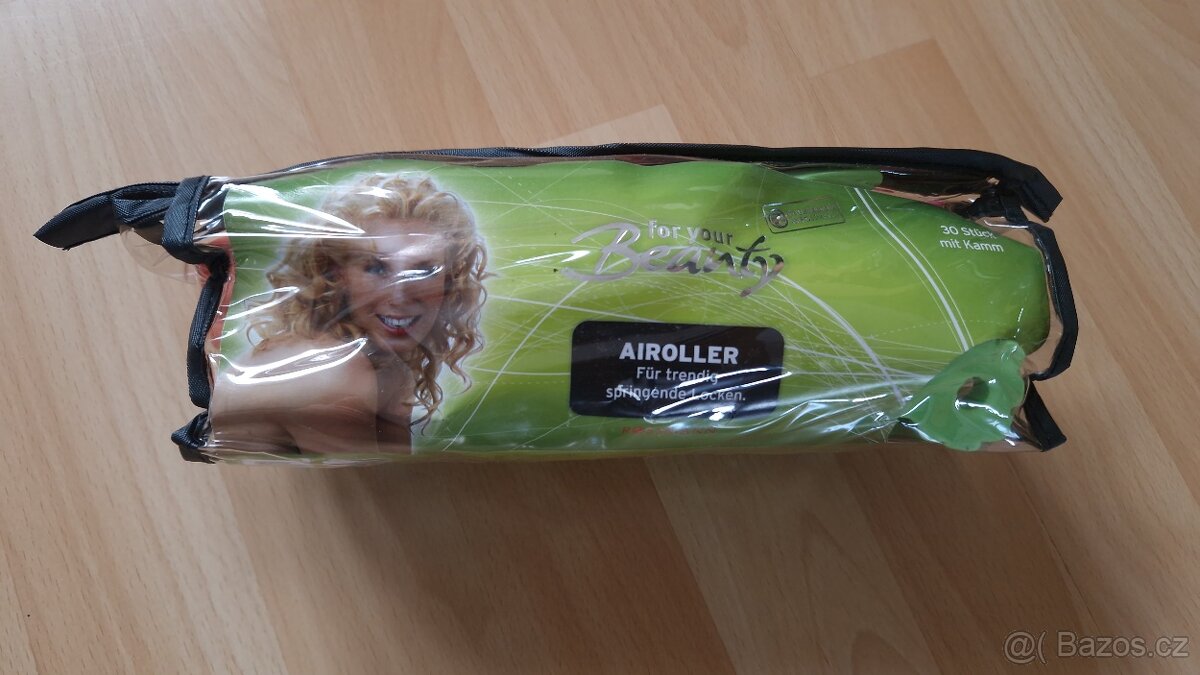 for your
Beauty
30 Stück
mit Kamm
AIROLLER
Für trendig
springende Locken.
@( Bazos.cz